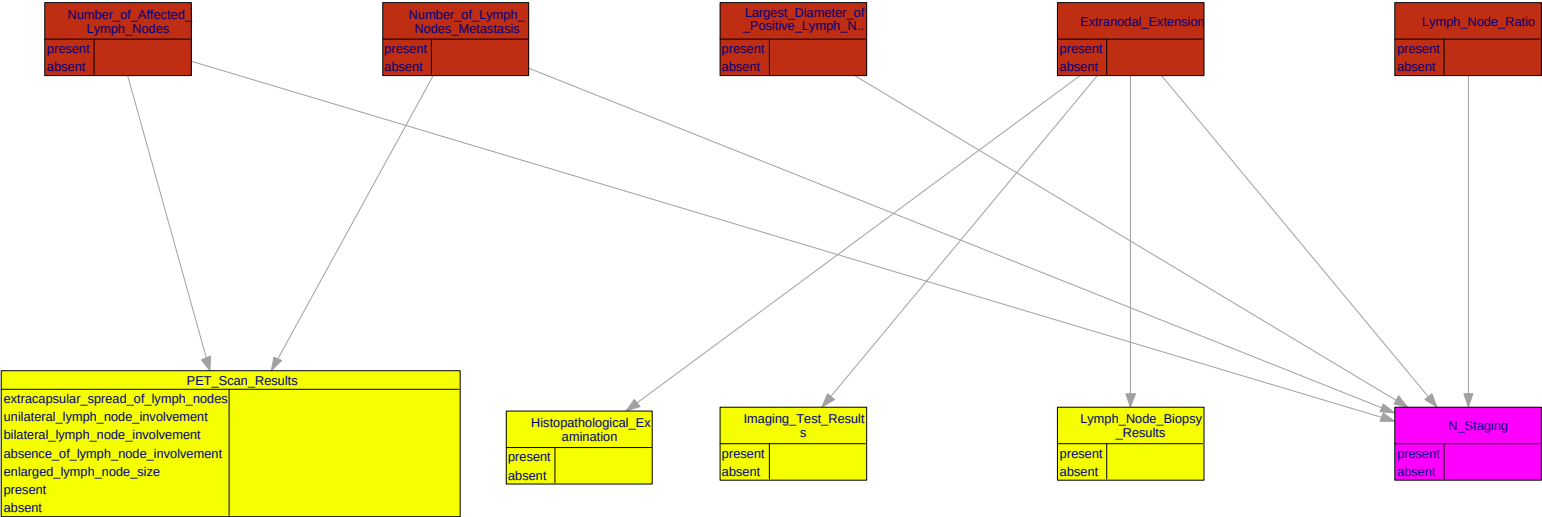 Number_of_Affected_
Lymph_Nodes
present
absent
Number_of_Lymph_
Nodes_Metastasis
present
absent
Largest_Diameter_of
_Positive_Lymph_N..
present
absent
Extranodal_Extension
present
absent
Lymph_Node_Ratio
present
absent
PET_Scan_Results
extracapsular_spread_of_lymph_nodes
unilateral_lymph_node_involvement
bilateral_lymph_node_involvement
absence_of_lymph_node_involvement
enlarged_lymph_node_size
present
absent
Histopathological_Ex
amination
present
absent
Imaging_Test_Result
s
present
absent
Lymph_Node_Biopsy
_Results
present
absent
N_Staging
present
absent